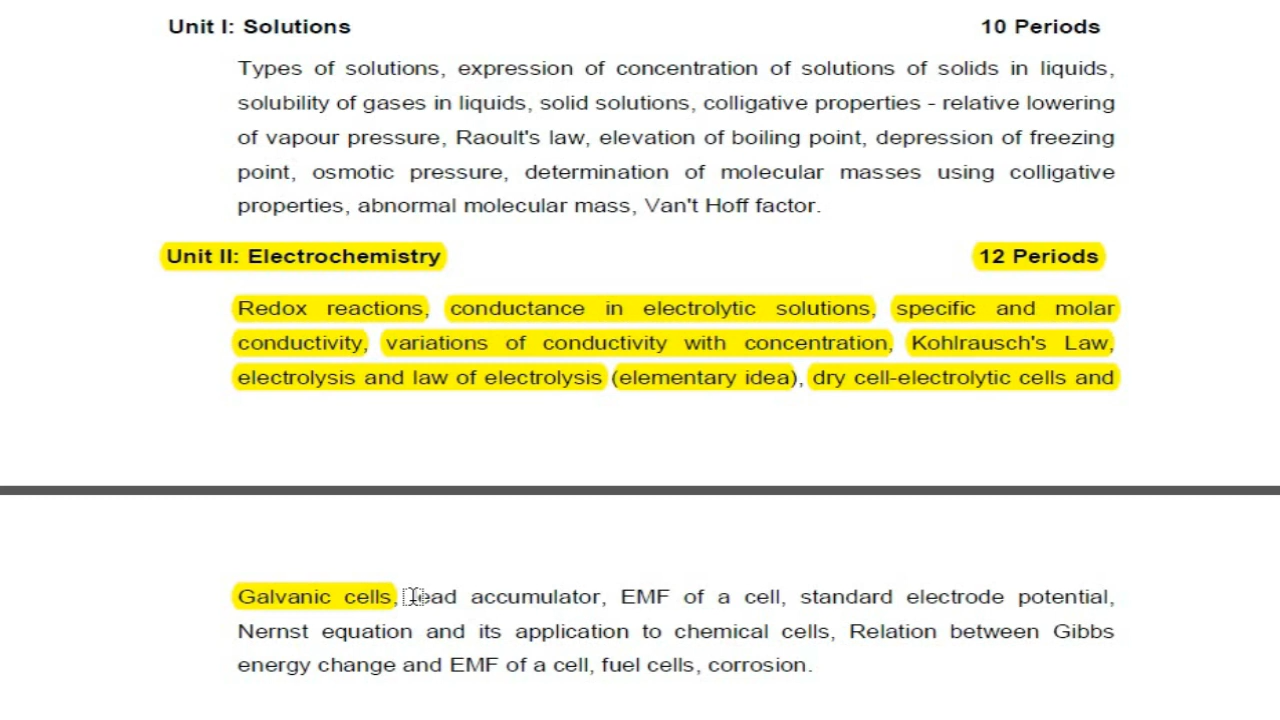 Unit I: Solutions 10 Periods
Types of solutions, expression of concentration of solutions of solids in liquids,
solubility of gases in liquids, solid solutions, colligative properties - relative lowering
of vapour pressure, Raoult's law, elevation of boiling point, depression of freezing
point, osmotic pressure, determination of molecular masses using colligative
properties, abnormal molecular mass, Van't Hoff factor.
Unit II: Electrochemistry 12 Periods
Redox reactions, conductance in electrolytic solutions, specific and molar
conductivity, variations of conductivity with concentration, Kohlrausch's Law,
electrolysis and law of electrolysis (elementary idea), dry cell-electrolytic cells and
Galvanic cells, lead accumulator, EMF of a cell, standard electrode potential,
Nernst equation and its application to chemical cells, Relation between Gibbs
energy change and EMF of a cell, fuel cells, corrosion.